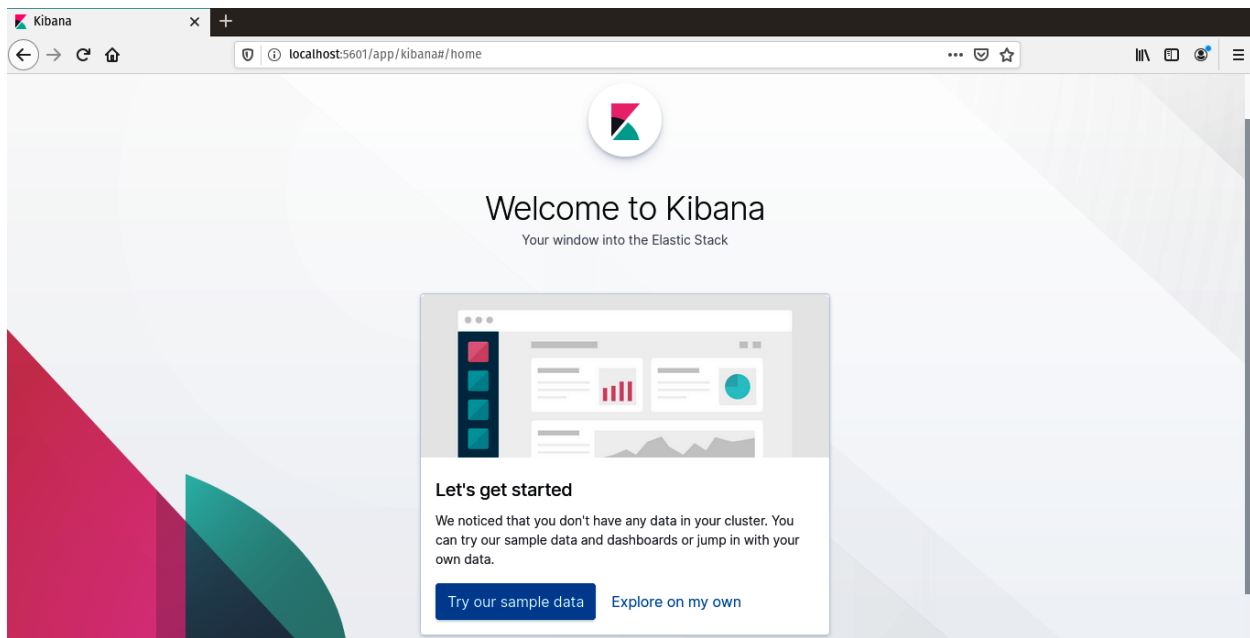 Kibana
localhost:5601/app/kibana#/home
Welcome to Kibana
Your window into the Elastic Stack
Let's get started
We noticed that you don't have any data in your cluster. You
can try our sample data and dashboards or jump in with your
own data.
Try our sample data Explore on my own